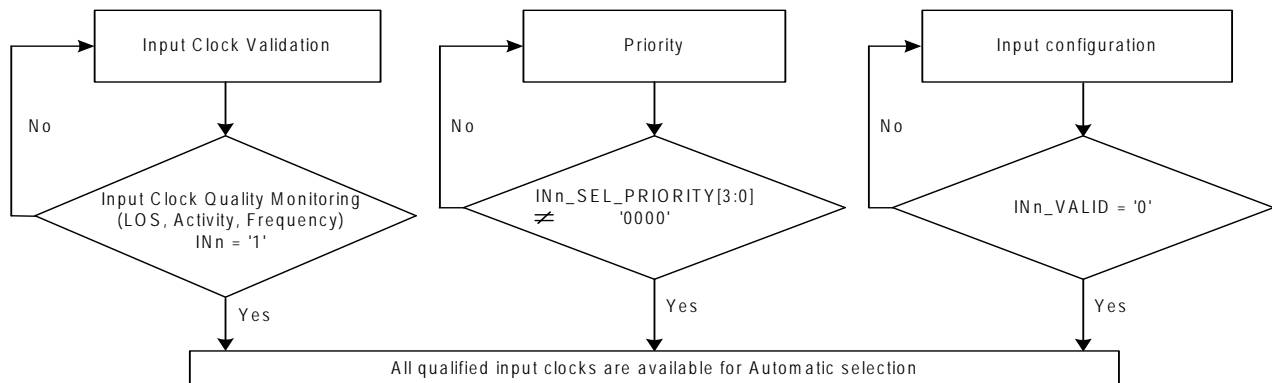 Input Clock Validation
No
Input Clock Quality Monitoring
(LOS, Activity, Frequency)
INn = '1'
Yes
Priority
No
INn_SEL_PRIORITY[3:0]
≠ '0000'
Yes
Input configuration
No
INn_VALID = '0'
Yes
All qualified input clocks are available for Automatic selection